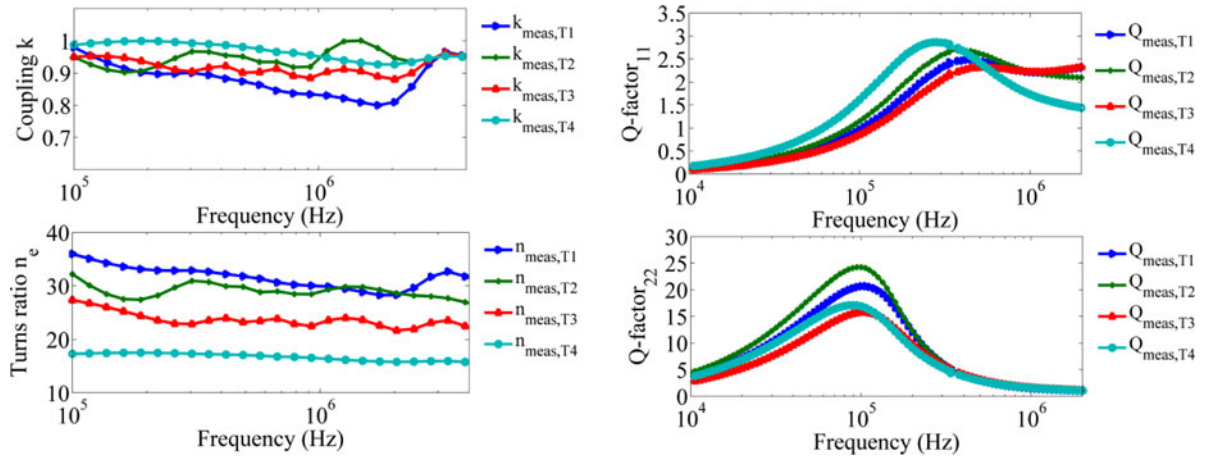 Coupling k
1
0.9
0.8
0.7
10^5
10^6
Frequency (Hz)
k_meas,T1
k_meas,T2
k_meas,T3
k_meas,T4
Q-factor_11
3.5
3
2.5
2
1.5
1
0.5
0
10^4
10^5
10^6
Frequency (Hz)
Q_meas,T1
Q_meas,T2
Q_meas,T3
Q_meas,T4
Turns ratio n_e
40
30
20
10
10^5
10^6
Frequency (Hz)
n_meas,T1
n_meas,T2
n_meas,T3
n_meas,T4
Q-factor_22
30
25
20
15
10
5
0
10^4
10^5
10^6
Frequency (Hz)
Q_meas,T1
Q_meas,T2
Q_meas,T3
Q_meas,T4